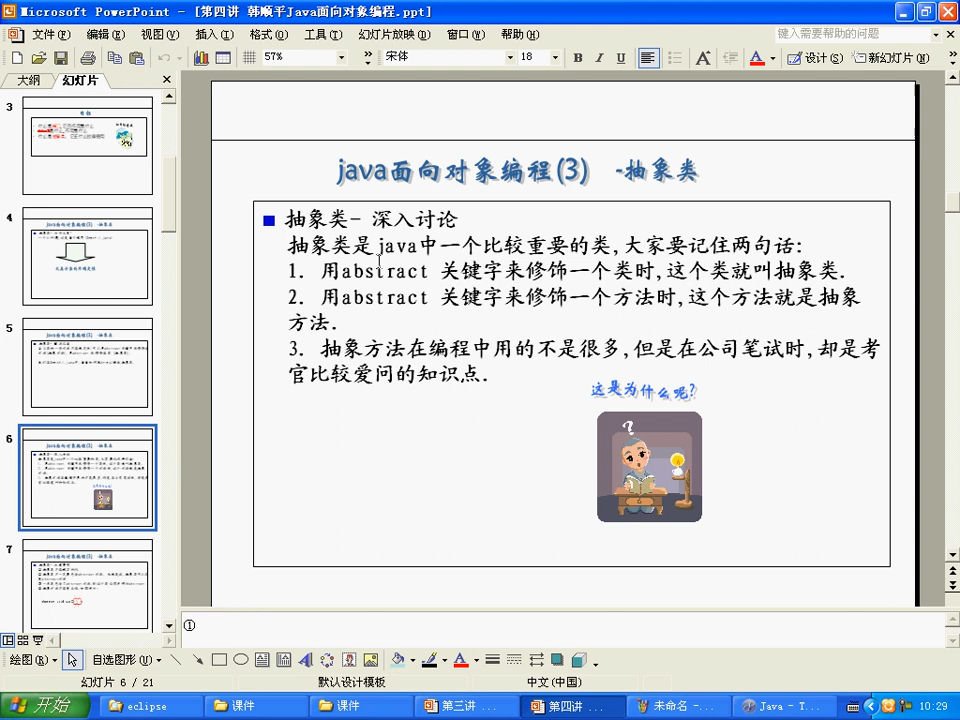 Microsoft PowerPoint - [第四讲 韩顺平Java面向对象编程.ppt]
文件(F) 编辑(E) 视图(V) 插入(I) 格式(O) 工具(T) 幻灯片放映(D) 窗口(W) 帮助(H) 键入需要帮助的问题
57% 宋体 18 B I U A A 设计(S) 新幻灯片(N)
大纲 幻灯片
3
4
5
6
7
java面向对象编程(3) -抽象类
抽象类- 深入讨论
抽象类是java中一个比较重要的类,大家要记住两句话:
1. 用abstract 关键字来修饰一个类时,这个类就叫抽象类.
2. 用abstract 关键字来修饰一个方法时,这个方法就是抽象
方法.
3. 抽象方法在编程中用的不是很多,但是在公司笔试时,却是考
官比较爱问的知识点.
这是为什么呢?
?
①
绘图(R) 自选图形(U) A
幻灯片 6 / 21 默认设计模板 中文(中国)
开始 eclipse 课件 课件 第三讲 ... 第四讲 ... 未命名 -... Java - T... 10:29